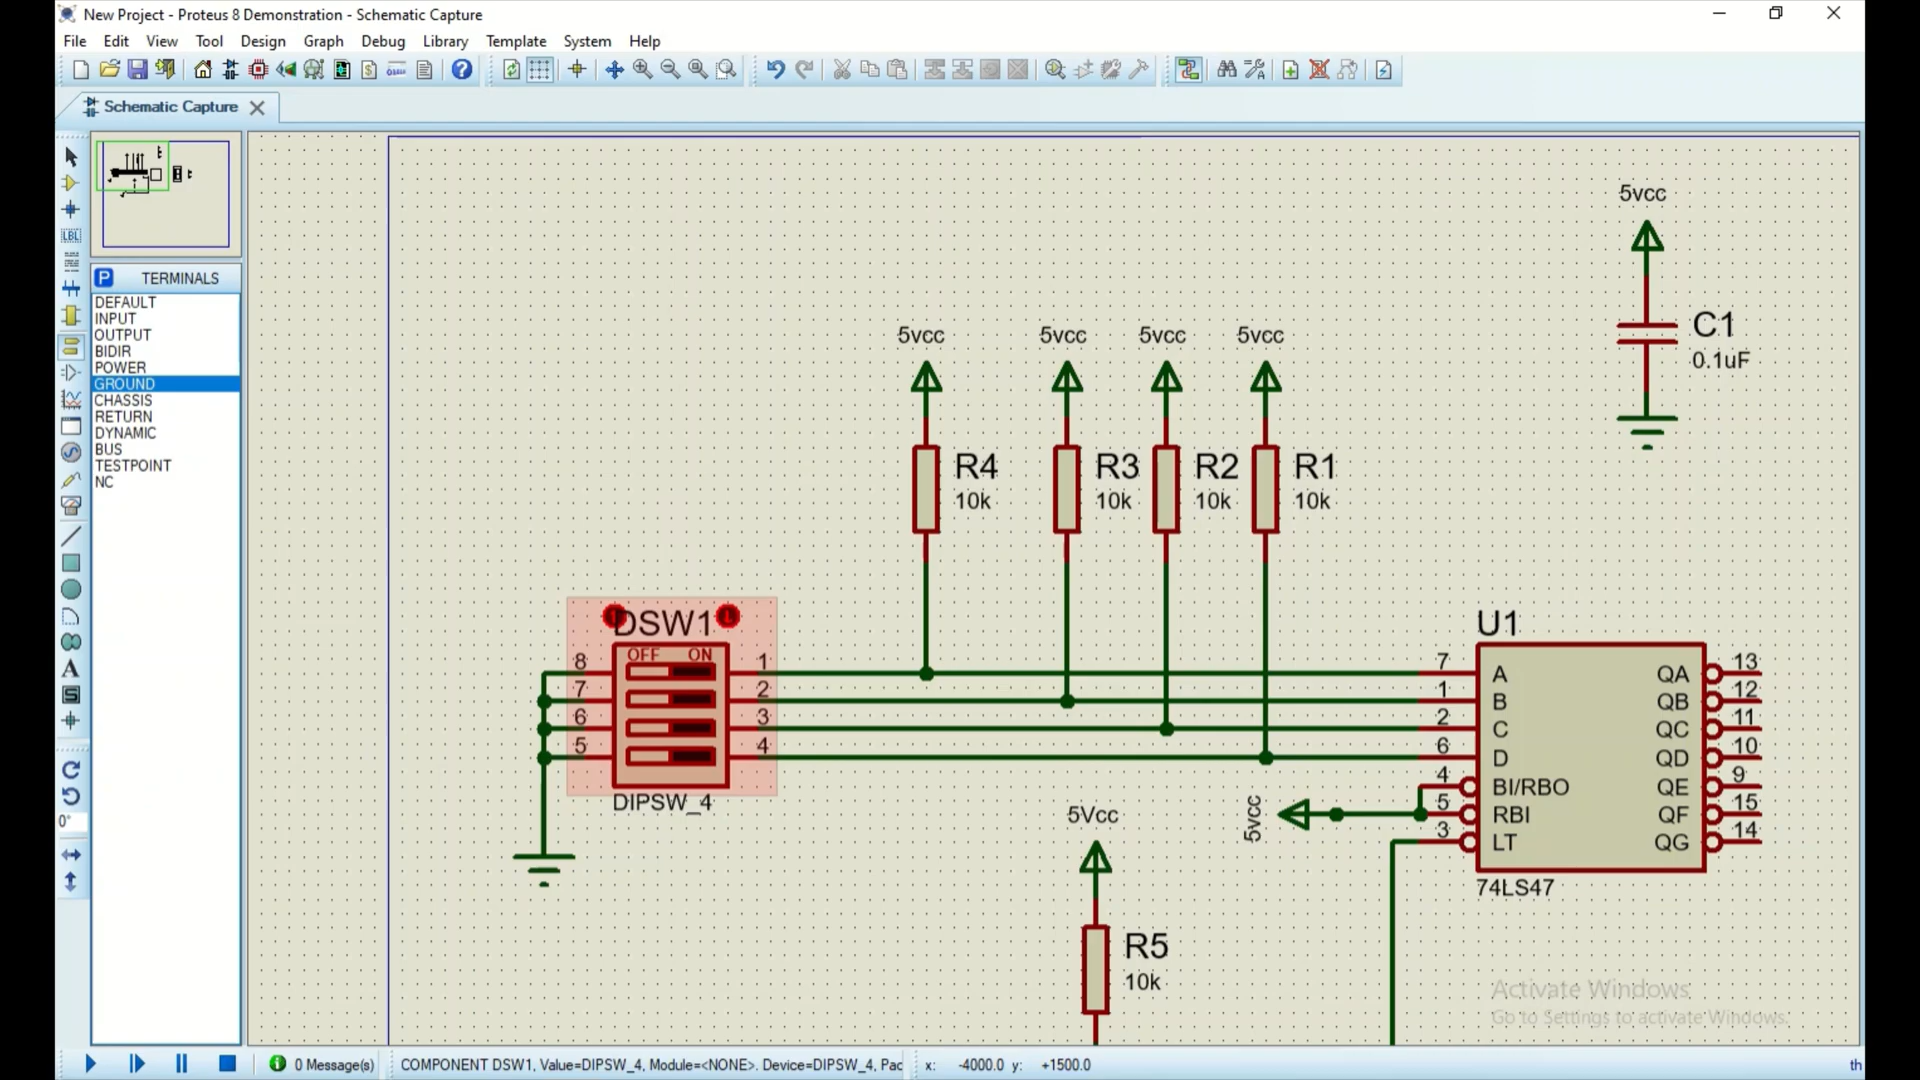 New Project - Proteus 8 Demonstration - Schematic Capture
File Edit View Tool Design Graph Debug Library Template System Help
Schematic Capture
P TERMINALS
DEFAULT
INPUT
OUTPUT
BIDIR
POWER
GROUND
CHASSIS
RETURN
DYNAMIC
BUS
TESTPOINT
NC
LBL
A
S
0°
5vcc
C1
0.1uF
5vcc 5vcc 5vcc 5vcc
R4 R3 R2 R1
10k 10k 10k 10k
DSW1
OFF ON
8 1
7 2
6 3
5 4
DIPSW_4
U1
7 A QA 13
1 B QB 12
2 C QC 11
6 D QD 10
4 BI/RBO QE 9
5 RBI QF 15
3 LT QG 14
74LS47
5vcc
5Vcc
R5
10k
Activate Windows
Go to Settings to activate Windows.
0 Message(s) COMPONENT DSW1, Value=DIPSW_4, Module=<NONE>. Device=DIPSW_4, Pac x: -4000.0 y: +1500.0 th